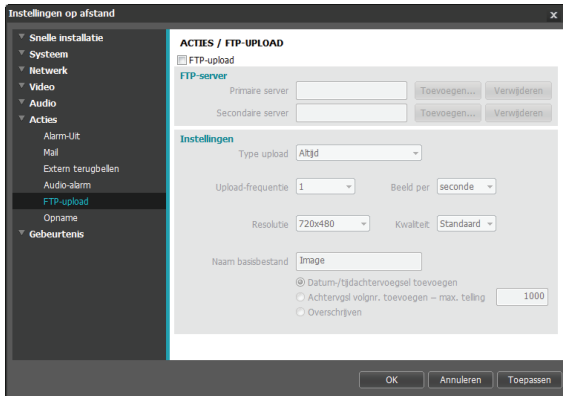 Instellingen op afstand
x
Snelle installatie
Systeem
Netwerk
Video
Audio
Acties
Alarm-Uit
Mail
Extern terugbellen
Audio-alarm
FTP-upload
Opname
Gebeurtenis
ACTIES / FTP-UPLOAD
FTP-upload
FTP-server
Primaire server Toevoegen... Verwijderen
Secondaire server Toevoegen... Verwijderen
Instellingen
Type upload Altijd
Upload-frequentie 1 Beeld per seconde
Resolutie 720x480 Kwaliteit Standaard
Naam basisbestand Image
Datum-/tijdachtervoegsel toevoegen
Achtervgsl volgnr. toevoegen – max. telling 1000
Overschrijven
OK Annuleren Toepassen